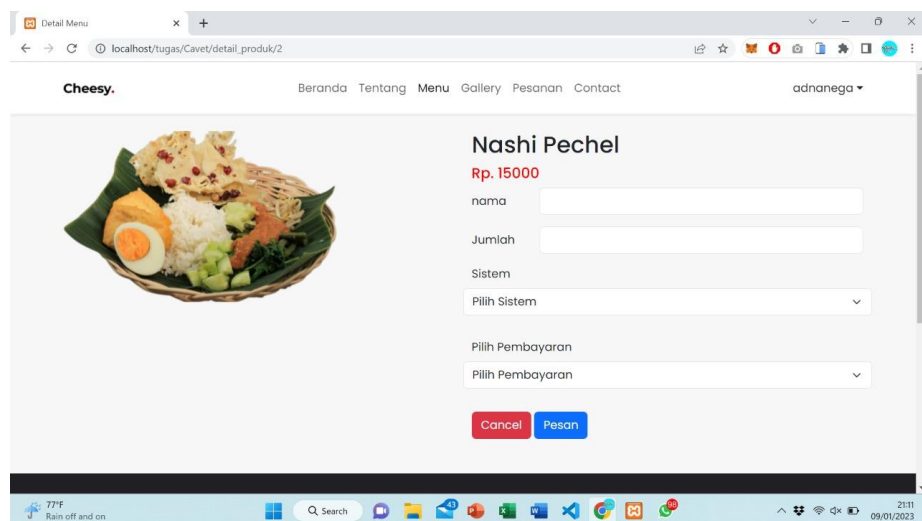 Detail Menu
localhost/tugas/Cavet/detail_produk/2
Cheesy. Beranda Tentang Menu Gallery Pesanan Contact adnanega
Nashi Pechel
Rp. 15000
nama
Jumlah
Sistem
Pilih Sistem
Pilih Pembayaran
Pilih Pembayaran
Cancel Pesan
77°F
Rain off and on
Search
43
98
21:11
09/01/2023